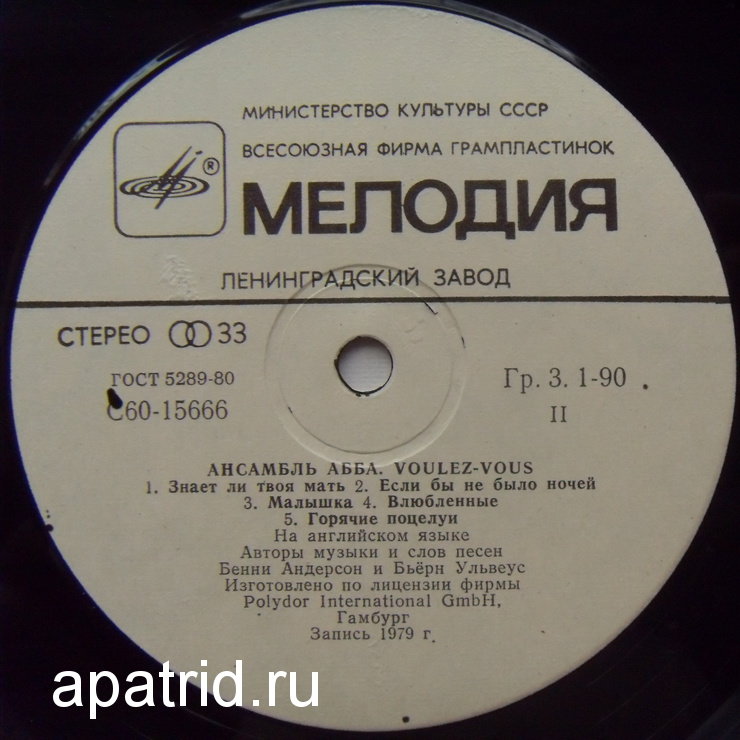 МИНИСТЕРСТВО КУЛЬТУРЫ СССР
ВСЕСОЮЗНАЯ ФИРМА ГРАМПЛАСТИНОК
®
МЕЛОДИЯ
ЛЕНИНГРАДСКИЙ ЗАВОД
СТЕРЕО 33
ГОСТ 5289-80
Гр. 3. 1-90
С60-15666
II
АНСАМБЛЬ АББА. VOULEZ-VOUS
1. Знает ли твоя мать 2. Если бы не было ночей
3. Малышка 4. Влюбленные
5. Горячие поцелуи
На английском языке
Авторы музыки и слов песен
Бенни Андерсон и Бьёрн Ульвеус
Изготовлено по лицензии фирмы
Polydor International GmbH,
Гамбург
Запись 1979 г.
apatrid.ru